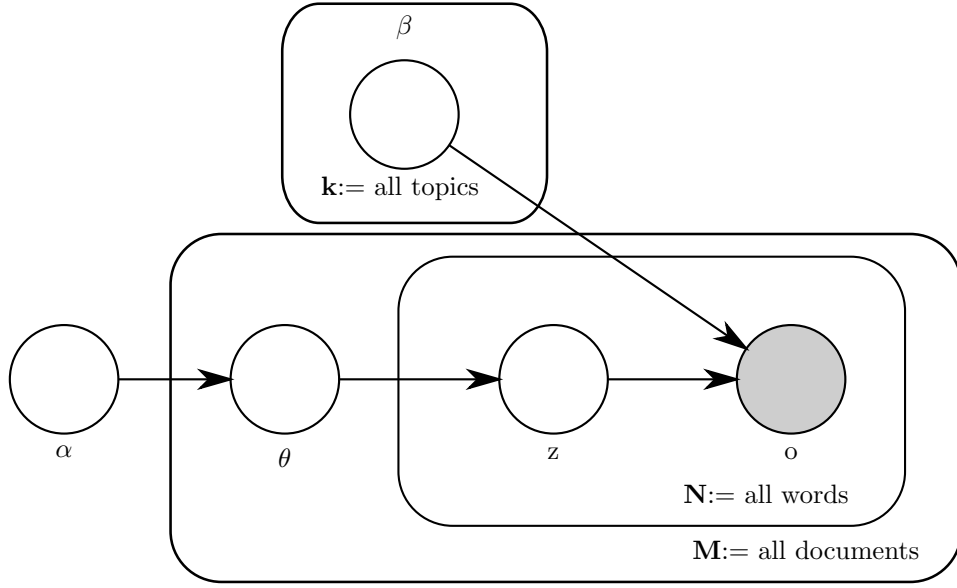 β
k:= all topics
α
θ
z
o
N:= all words
M:= all documents